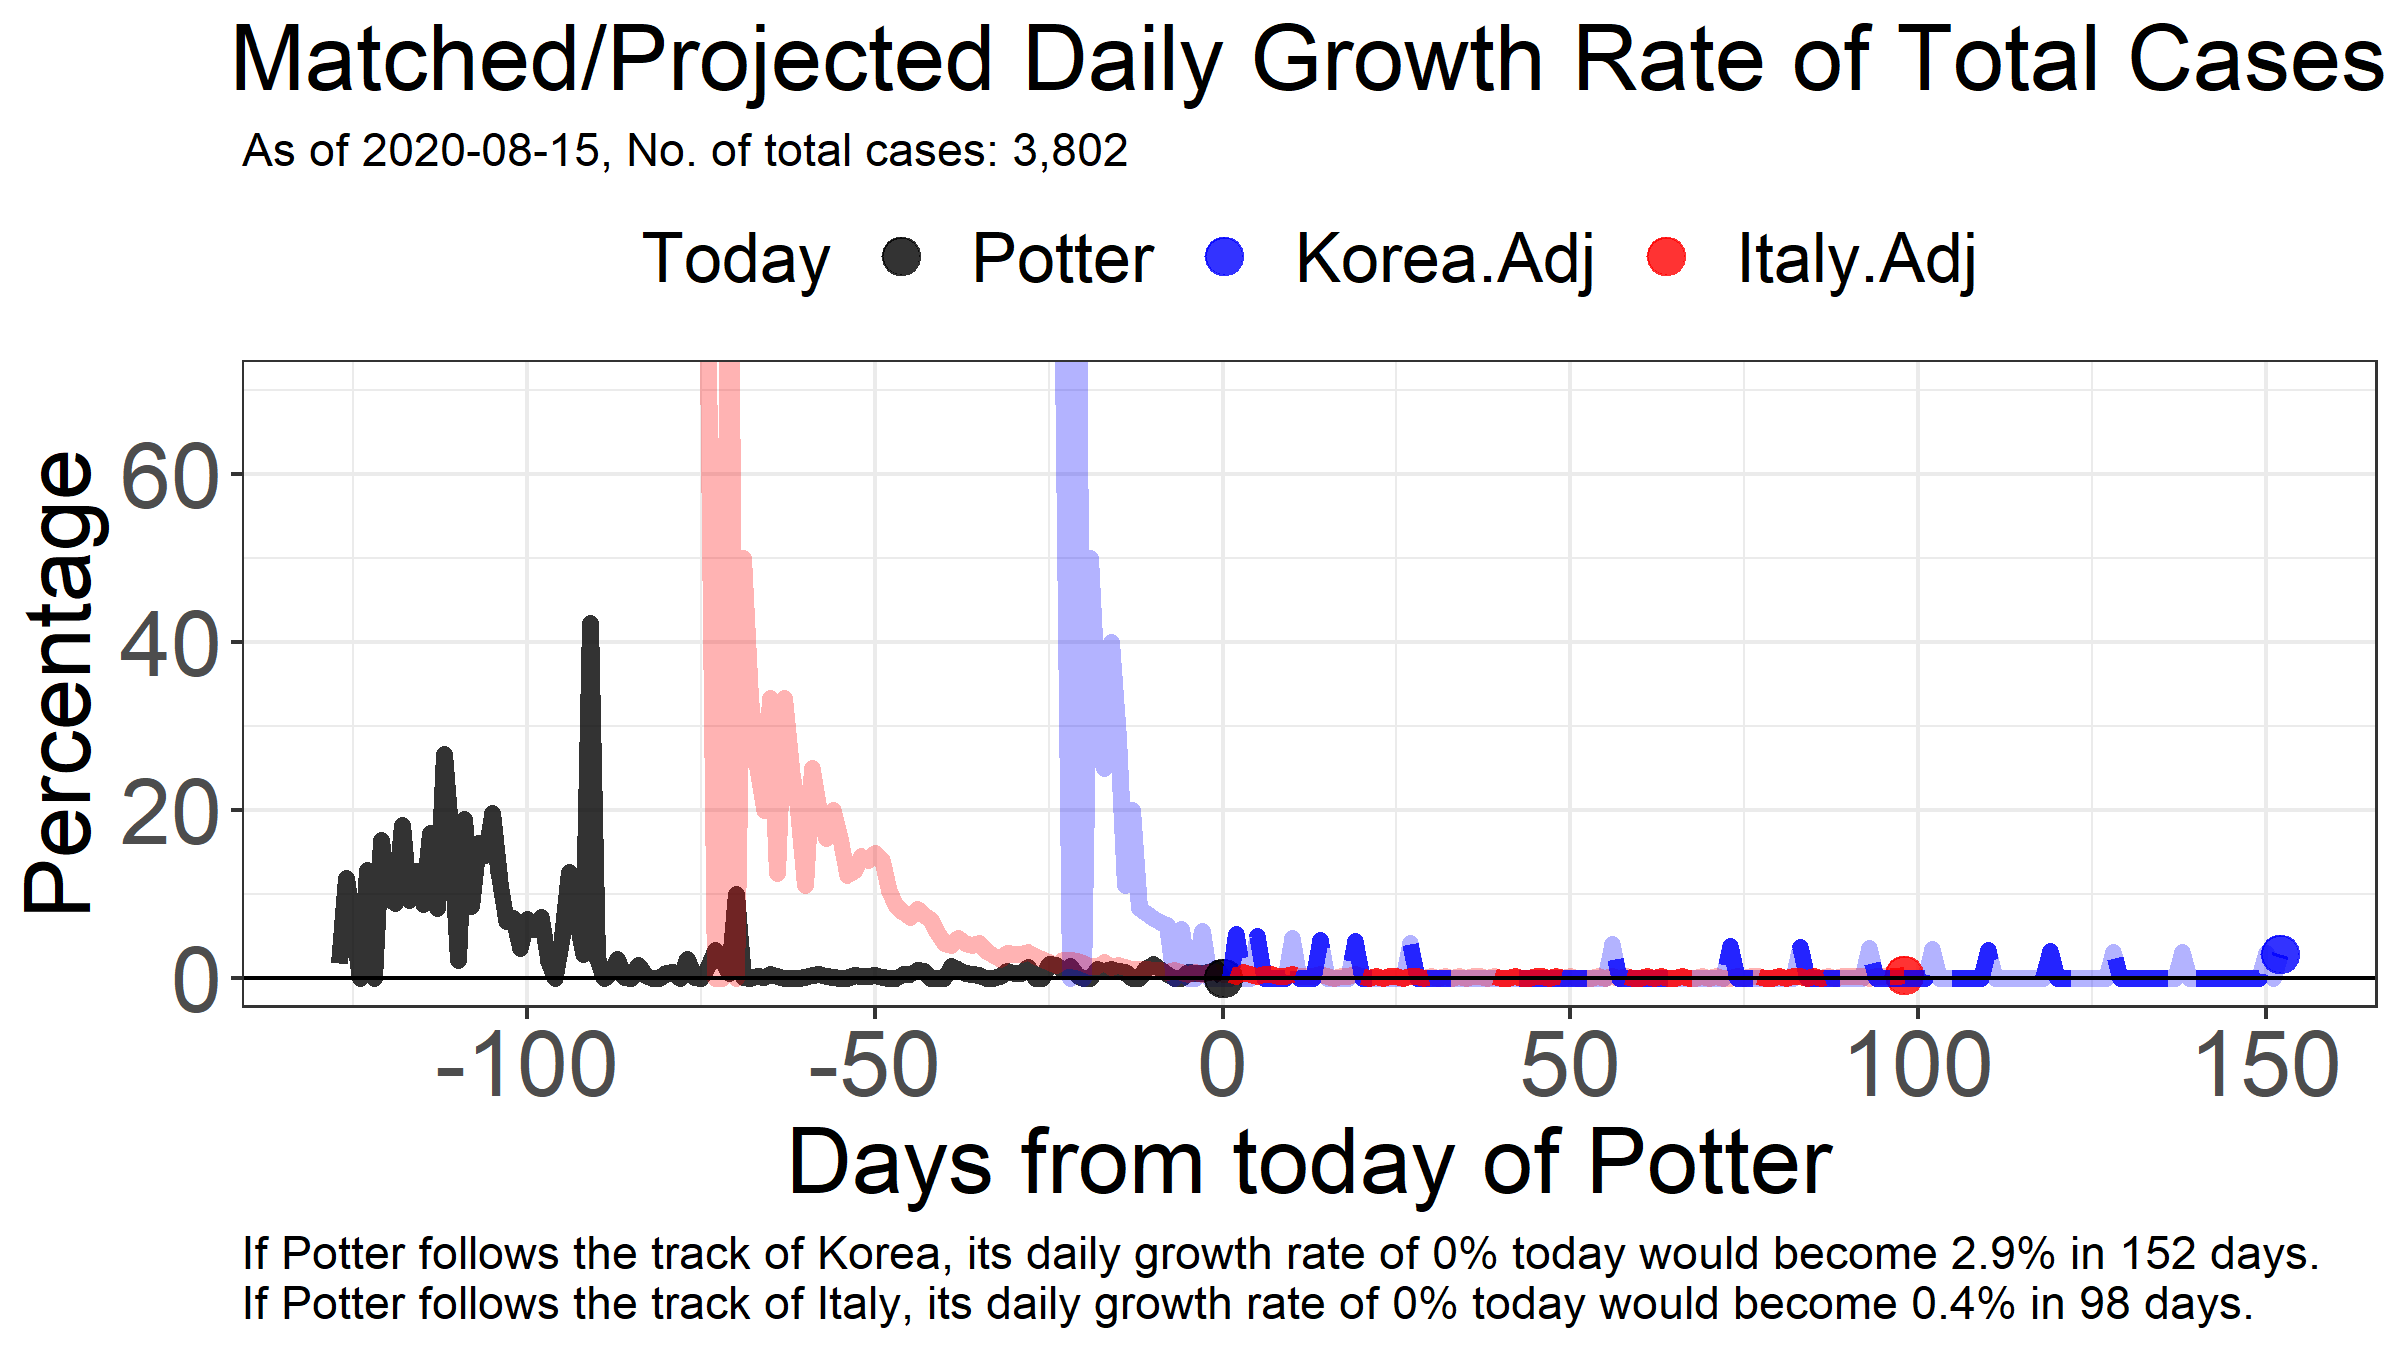 Matched/Projected Daily Growth Rate of Total Cases
As of 2020-08-15, No. of total cases: 3,802
Today Potter Korea.Adj Italy.Adj
Percentage
60
40
20
0
-100 -50 0 50 100 150
Days from today of Potter
If Potter follows the track of Korea, its daily growth rate of 0% today would become 2.9% in 152 days.
If Potter follows the track of Italy, its daily growth rate of 0% today would become 0.4% in 98 days.